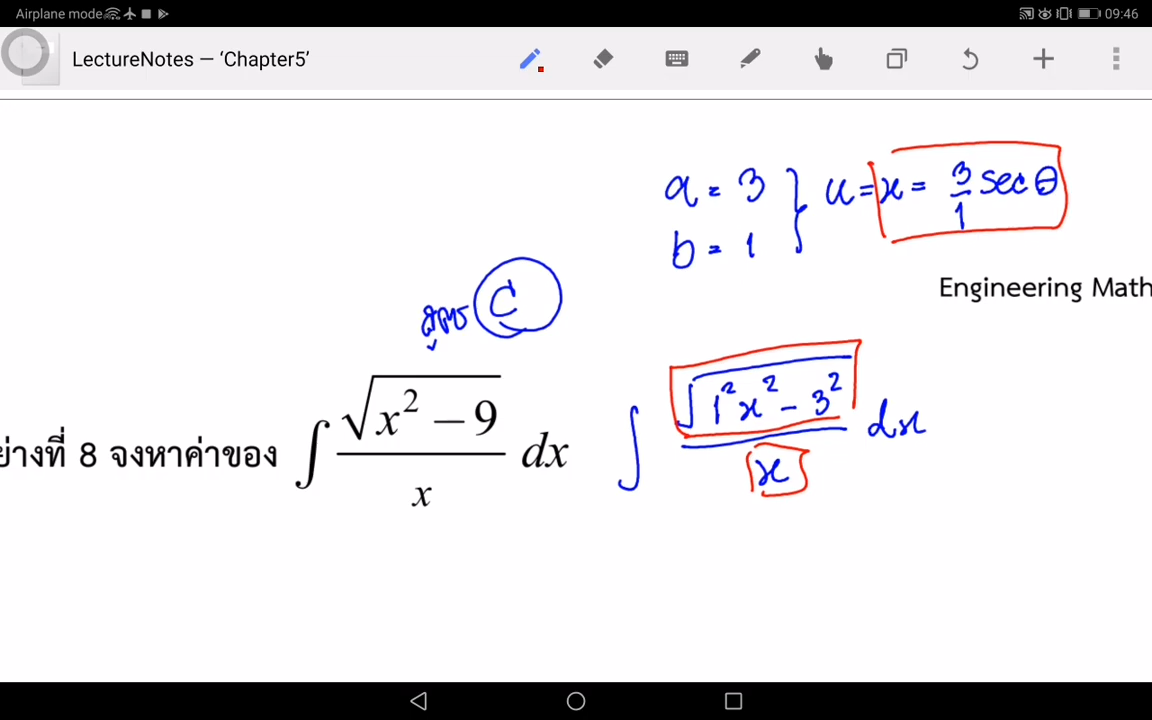 Airplane mode 09:46
LectureNotes — ‘Chapter5’
a = 3 } u = x = 3/1 sec θ
b = 1
Engineering Math
สูตร C
ย่างที่ 8 จงหาค่าของ ∫ √(x² − 9) / x dx ∫ √(1²x² − 3²) / x dx